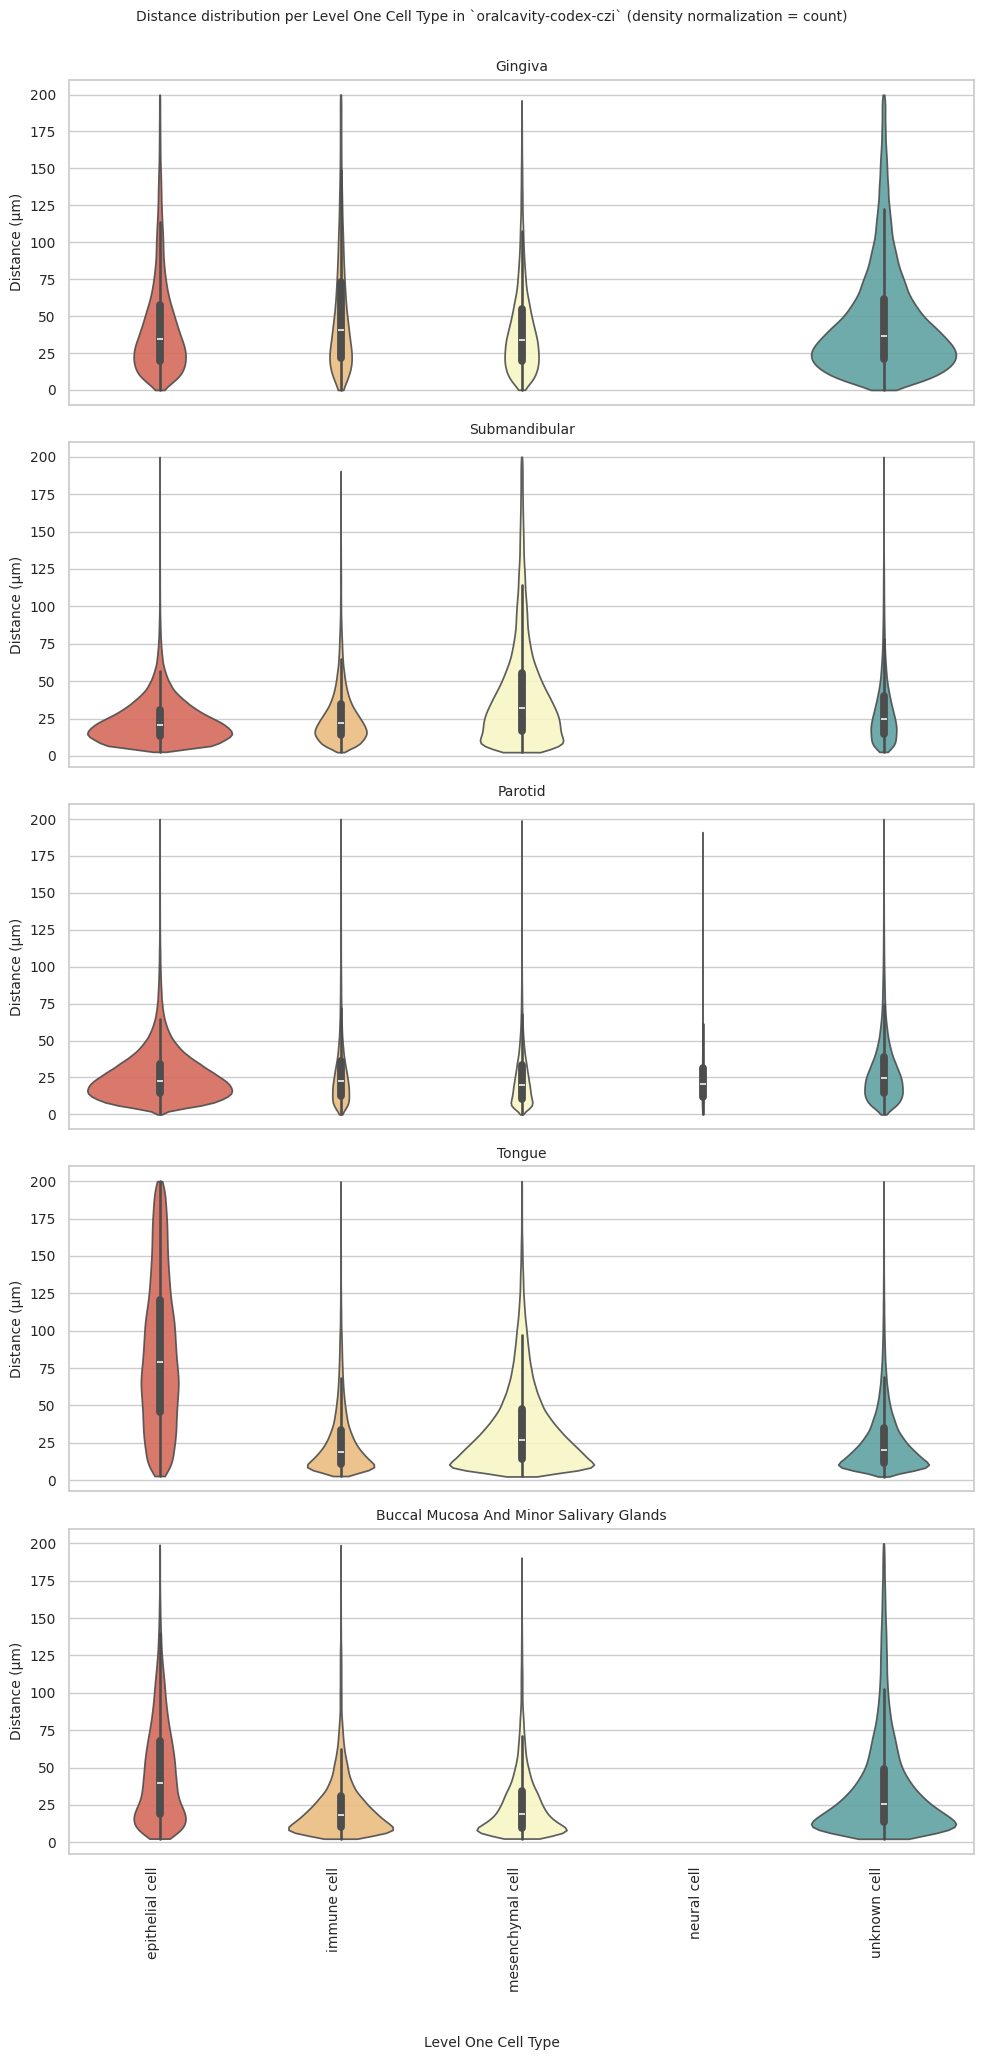 Distance distribution per Level One Cell Type in `oralcavity-codex-czi` (density normalization = count)
Gingiva
200
175
150
125
100
75
50
25
0
Distance (µm)
Submandibular
200
175
150
125
100
75
50
25
0
Distance (µm)
Parotid
200
175
150
125
100
75
50
25
0
Distance (µm)
Tongue
200
175
150
125
100
75
50
25
0
Distance (µm)
Buccal Mucosa And Minor Salivary Glands
200
175
150
125
100
75
50
25
0
Distance (µm)
epithelial cell
immune cell
mesenchymal cell
neural cell
unknown cell
Level One Cell Type